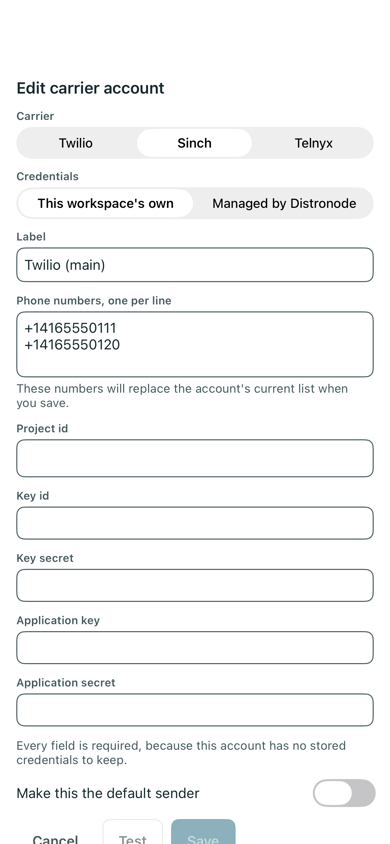 Edit carrier account
Carrier
Twilio
Sinch
Telnyx
Credentials
This workspace's own
Managed by Distronode
Label
Twilio (main)
Phone numbers, one per line
+14165550111
+14165550120
These numbers will replace the account's current list when
you save.
Project id
Key id
Key secret
Application key
Application secret
Every field is required, because this account has no stored
credentials to keep.
Make this the default sender
Cancel
Test
Save